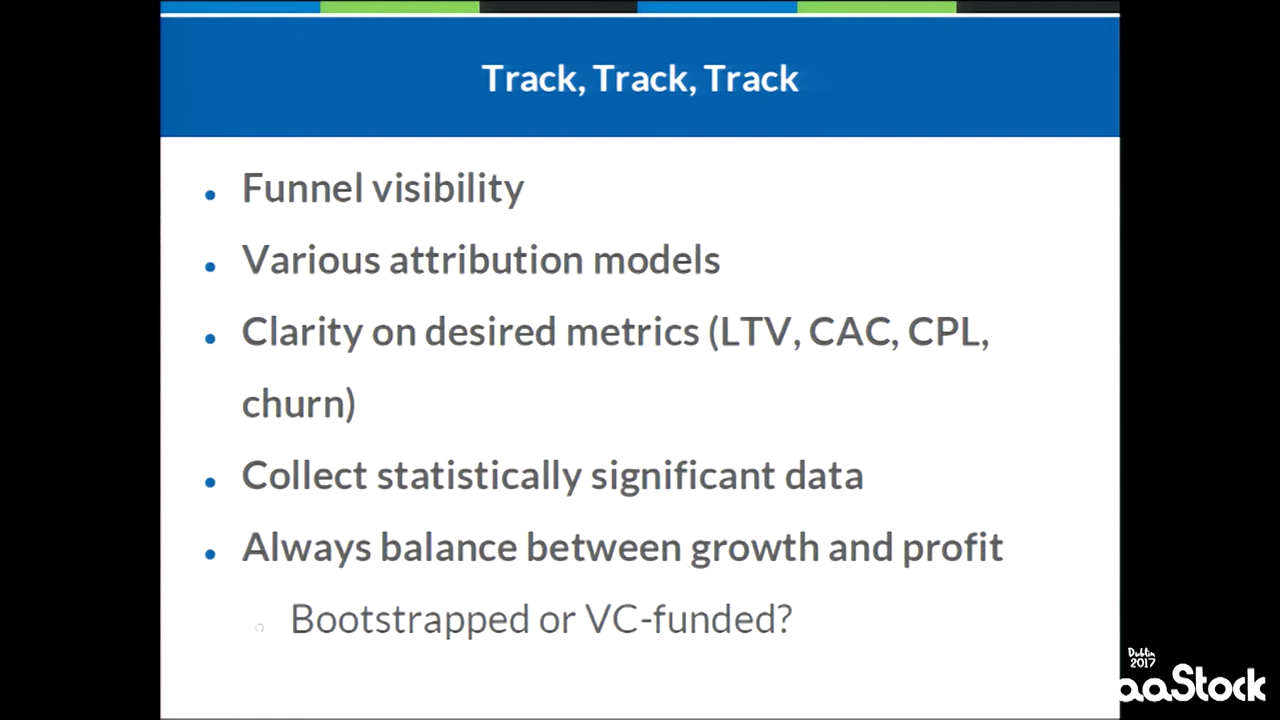 Track, Track, Track
Funnel visibility
Various attribution models
Clarity on desired metrics (LTV, CAC, CPL,
churn)
Collect statistically significant data
Always balance between growth and profit
Bootstrapped or VC-funded?
Dublin
2017
aaStock